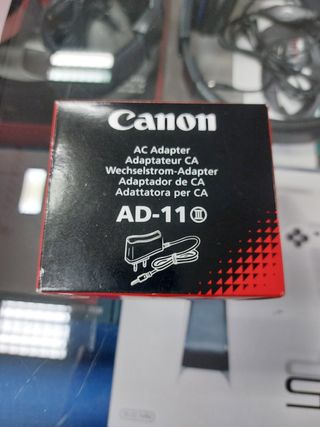 Canon
AC Adapter
Adaptateur CA
Wechselstrom-Adapter
Adaptador de CA
Adattatora per CA
AD-11 III